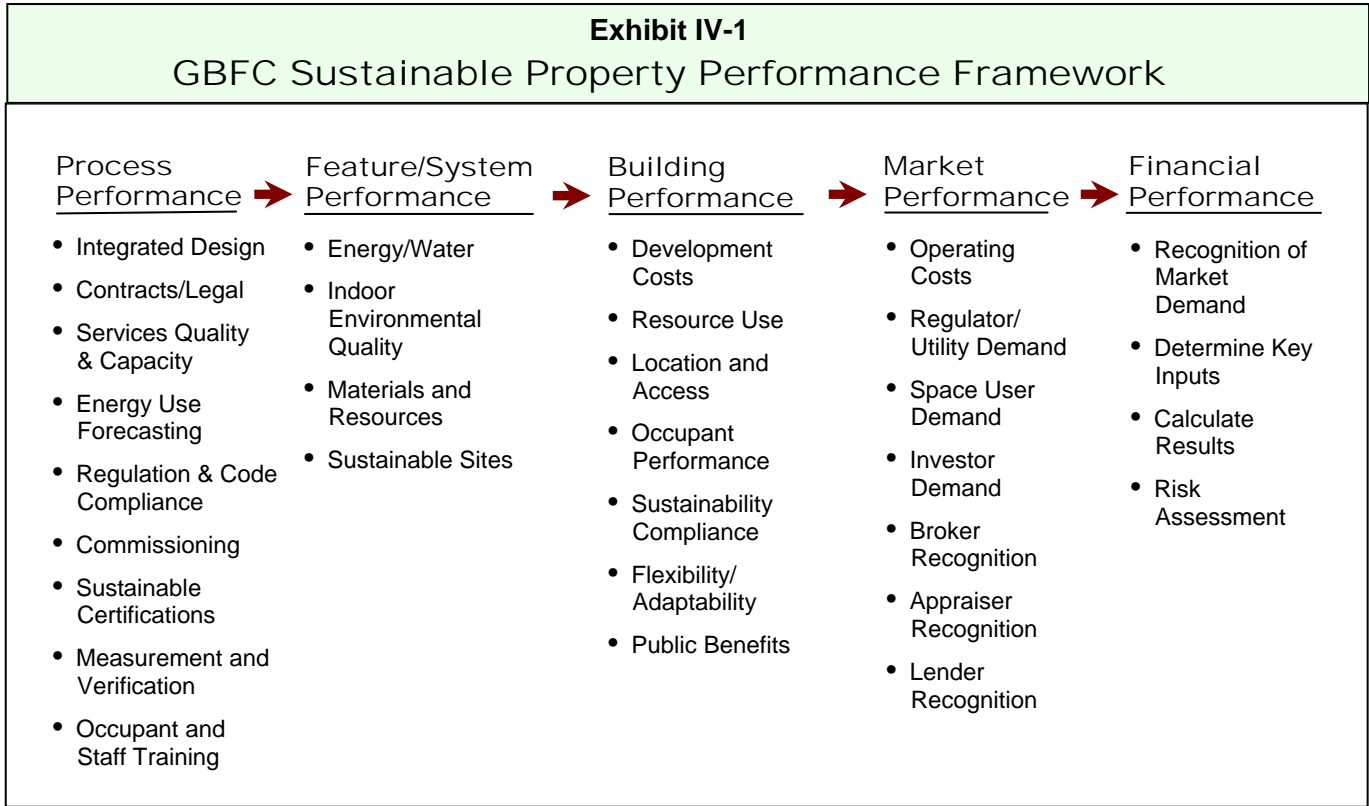 Exhibit IV-1
GBFC Sustainable Property Performance Framework
Process
Performance
• Integrated Design
• Contracts/Legal
• Services Quality
& Capacity
• Energy Use
Forecasting
• Regulation & Code
Compliance
• Commissioning
• Sustainable
Certifications
• Measurement and
Verification
• Occupant and
Staff Training
Feature/System
Performance
• Energy/Water
• Indoor
Environmental
Quality
• Materials and
Resources
• Sustainable Sites
Building
Performance
• Development
Costs
• Resource Use
• Location and
Access
• Occupant
Performance
• Sustainability
Compliance
• Flexibility/
Adaptability
• Public Benefits
Market
Performance
• Operating
Costs
• Regulator/
Utility Demand
• Space User
Demand
• Investor
Demand
• Broker
Recognition
• Appraiser
Recognition
• Lender
Recognition
Financial
Performance
• Recognition of
Market
Demand
• Determine Key
Inputs
• Calculate
Results
• Risk
Assessment